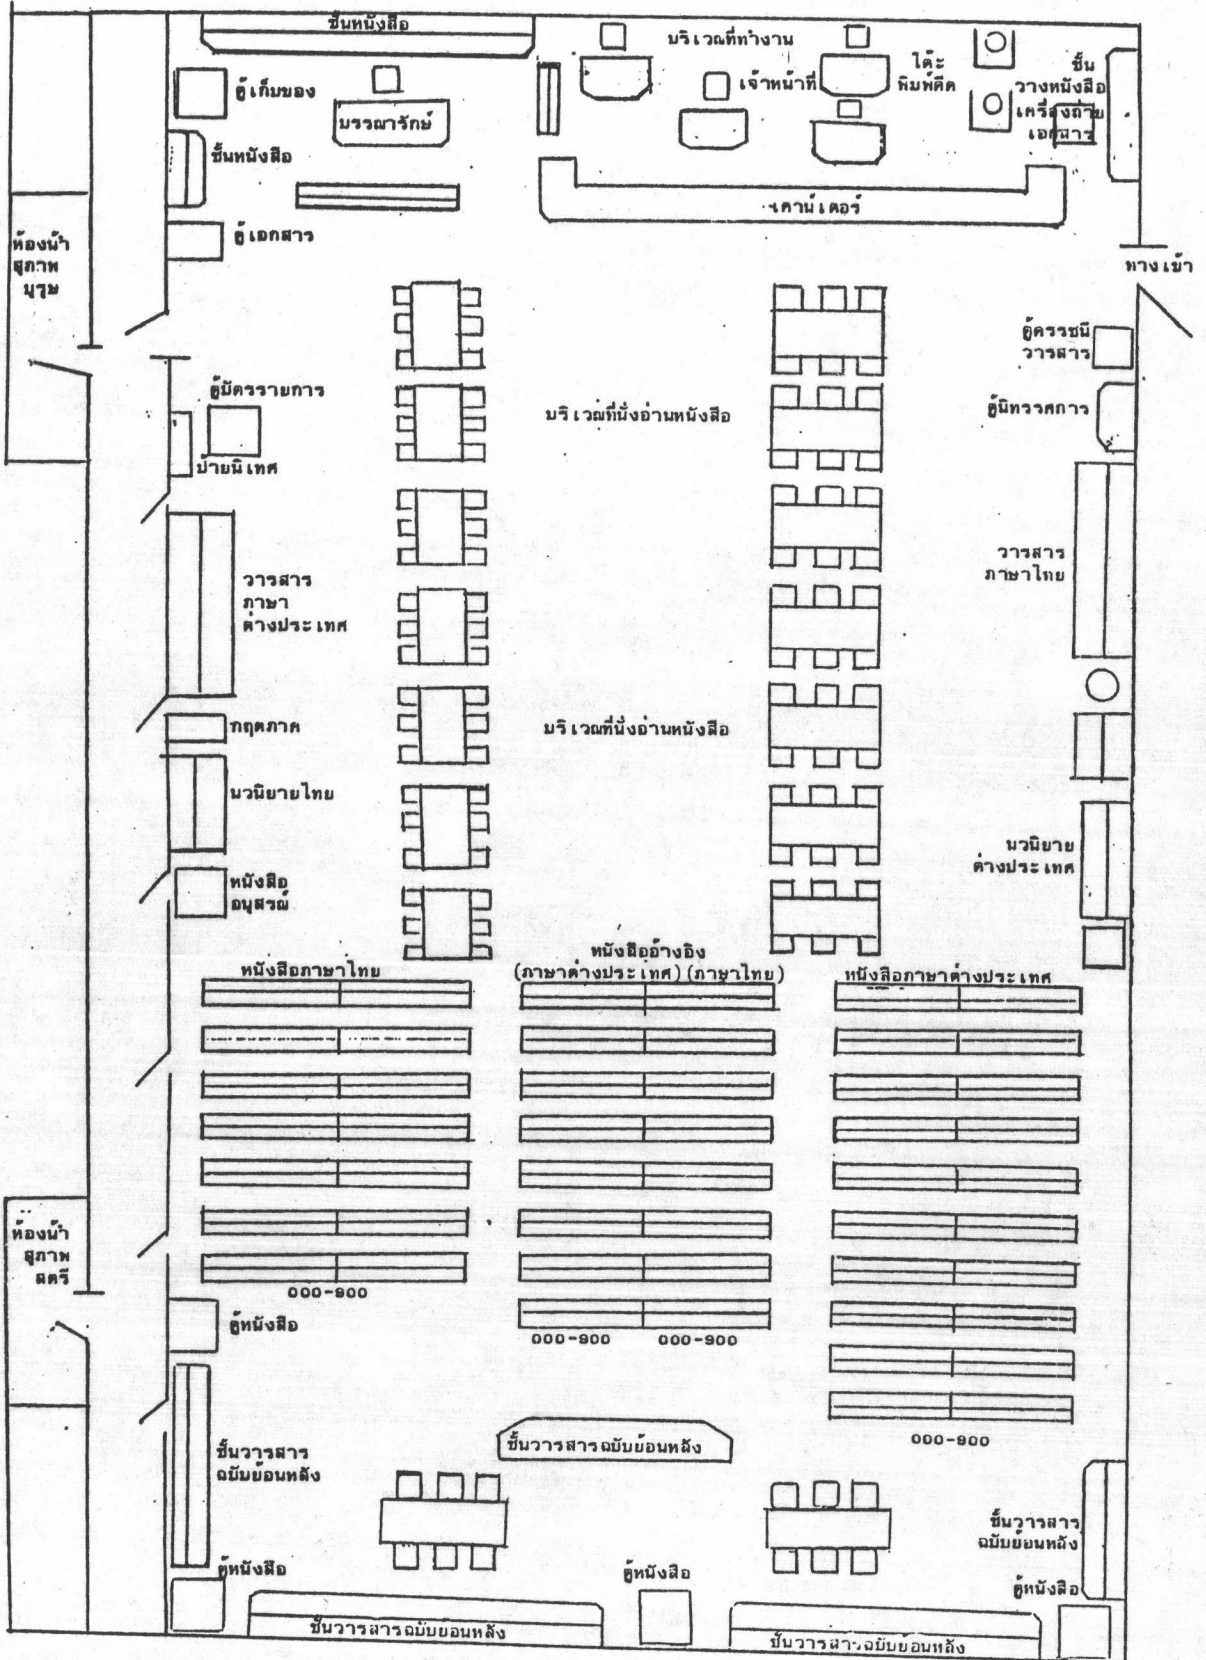 ชั้นหนังสือ
บริเวณที่ทำงาน
เจ้าหน้าที่
โต๊ะ
พิมพ์ดีด
ชั้น
วางหนังสือ
เครื่องถ่าย
เอกสาร
ตู้เก็บของ
บรรณารักษ์
ชั้นหนังสือ
เคาน์เตอร์
ตู้เอกสาร
ห้องน้ำ
สุภาพ
บุรุษ
ทางเข้า
ตู้ดรรชนี
วารสาร
ตู้บัตรรายการ
บริเวณที่นั่งอ่านหนังสือ
ตู้นิทรรศการ
ป้ายนิเทศ
วารสาร
ภาษา
ต่างประเทศ
วารสาร
ภาษาไทย
กฤตภาค
บริเวณที่นั่งอ่านหนังสือ
นวนิยายไทย
นวนิยาย
ต่างประเทศ
หนังสือ
อนุสรณ์
หนังสือภาษาไทย
หนังสืออ้างอิง
(ภาษาต่างประเทศ) (ภาษาไทย)
หนังสือภาษาต่างประเทศ
ห้องน้ำ
สุภาพ
สตรี
000-900
ตู้หนังสือ
000-900 000-900
000-900
ชั้นวารสาร
ฉบับย้อนหลัง
ชั้นวารสารฉบับย้อนหลัง
ชั้นวารสาร
ฉบับย้อนหลัง
ตู้หนังสือ
ตู้หนังสือ
ตู้หนังสือ
ชั้นวารสารฉบับย้อนหลัง
ชั้นวารสารฉบับย้อนหลัง